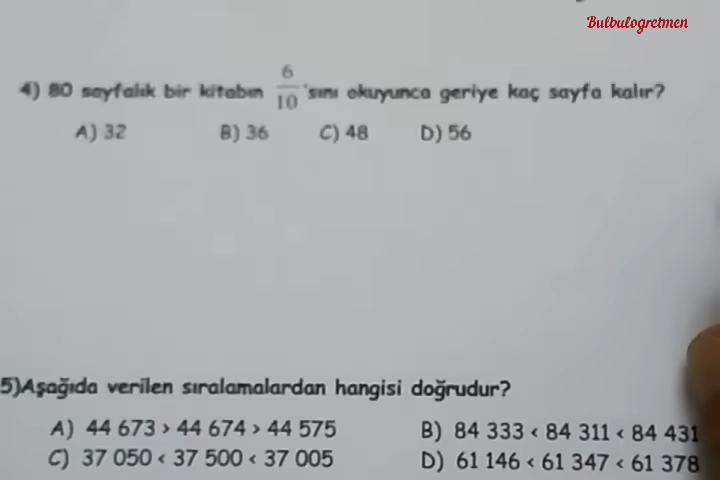 Bulbulogretmen
4) 80 sayfalık bir kitabın 6/10 'sını okuyunca geriye kaç sayfa kalır?
A) 32 B) 36 C) 48 D) 56
5)Aşağıda verilen sıralamalardan hangisi doğrudur?
A) 44 673 > 44 674 > 44 575 B) 84 333 < 84 311 < 84 431
C) 37 050 < 37 500 < 37 005 D) 61 146 < 61 347 < 61 378